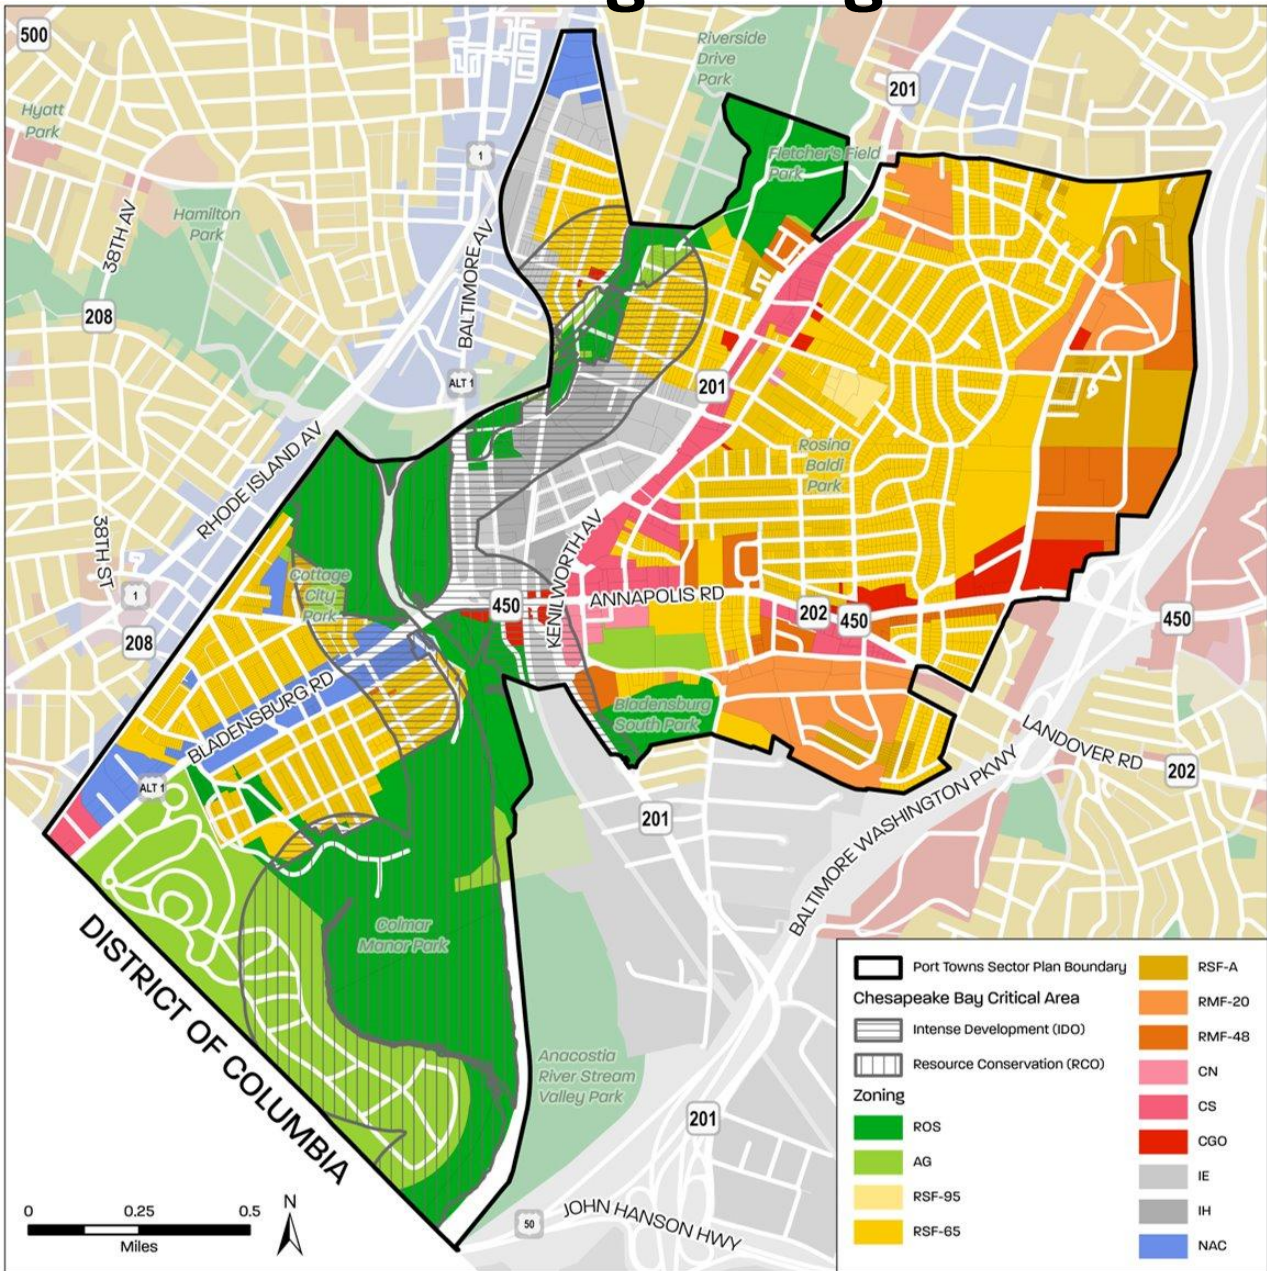 500
Hyatt
Park
Riverside
Drive
Park
201
1
Fletcher's Field
Park
38TH AV
Hamilton
Park
BALTIMORE AV
208
ALT 1
201
RHODE ISLAND AV
Rosina
Baldi
Park
38TH ST
1
208
Cottage
City
Park
450
KENILWORTH AV
ANNAPOLIS RD
202
450
450
BLADENSBURG RD
Bladensburg
South Park
LANDOVER RD
202
ALT 1
201
BALTIMORE WASHINGTON PKWY
Colmar
Manor Park
DISTRICT OF COLUMBIA
Anacostia
River Stream
Valley Park
201
50
JOHN HANSON HWY
0 0.25 0.5
Miles
N
Port Towns Sector Plan Boundary
Chesapeake Bay Critical Area
Intense Development (IDO)
Resource Conservation (RCO)
Zoning
ROS
AG
RSF-95
RSF-65
RSF-A
RMF-20
RMF-48
CN
CS
CGO
IE
IH
NAC